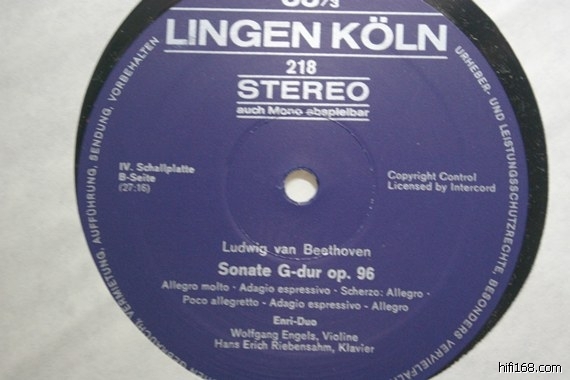 LINGEN KÖLN
218
STEREO
auch Mono abspielbar
IV. Schallplatte
B-Seite
(27:16)
Copyright Control
Licensed by Intercord
Ludwig van Beethoven
Sonate G-dur op. 96
Allegro molto · Adagio espressivo · Scherzo: Allegro ·
Poco allegretto - Adagio espressivo - Allegro
Enri-Duo
Wolfgang Engels, Violine
Hans Erich Riebensahm, Klavier
URHEBER- UND LEISTUNGSSCHUTZRECHTE, BESONDERS
VERMIETUNG, AUFFÜHRUNG, SENDUNG, VORBEHALTEN
hifi168.com